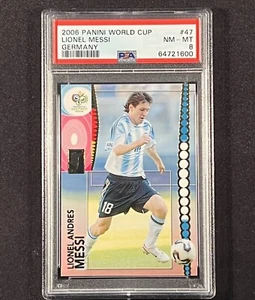 2006 PANINI WORLD CUP #47
LIONEL MESSI NM - MT
GERMANY PSA 8
64721600
18
LIONEL ANDRES
MESSI